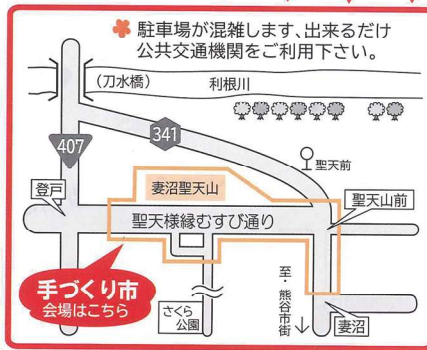 駐車場が混雑します、出来るだけ
公共交通機関をご利用下さい。
(刀水橋)
利根川
407
341
聖天前
登戸
妻沼聖天山
聖天山前
聖天様縁むすび通り
手づくり市
会場はこちら
さくら
公園
至・熊谷市街
妻沼